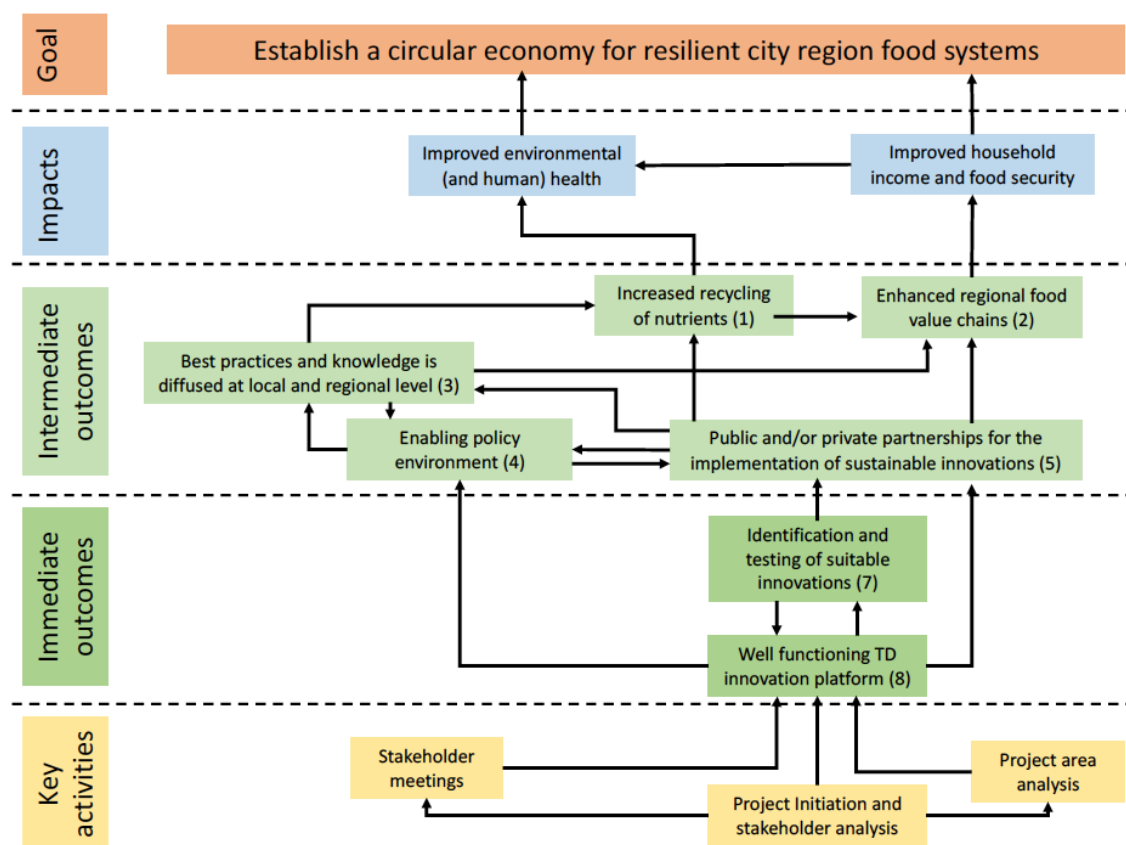 Goal
Establish a circular economy for resilient city region food systems
Impacts
Improved environmental
(and human) health
Improved household
income and food security
Intermediate
outcomes
Increased recycling
of nutrients (1)
Enhanced regional food
value chains (2)
Best practices and knowledge is
diffused at local and regional level (3)
Enabling policy
environment (4)
Public and/or private partnerships for the
implementation of sustainable innovations (5)
Immediate
outcomes
Identification and
testing of suitable
innovations (7)
Well functioning TD
innovation platform (8)
Key
activities
Stakeholder
meetings
Project Initiation and
stakeholder analysis
Project area
analysis